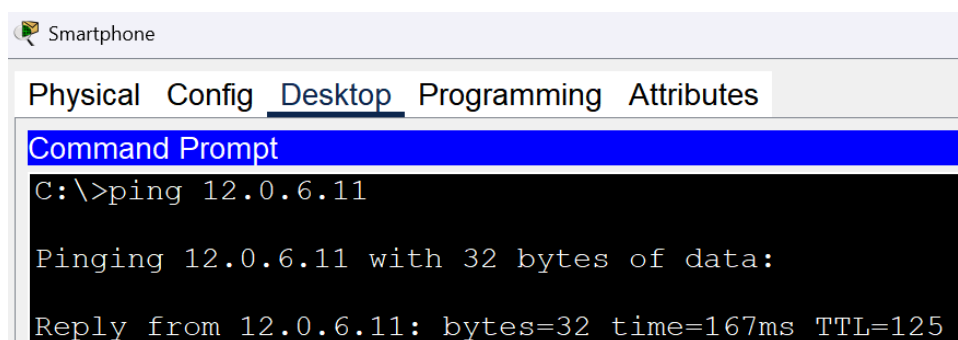 Smartphone
Physical Config Desktop Programming Attributes
Command Prompt
C:\>ping 12.0.6.11
Pinging 12.0.6.11 with 32 bytes of data:
Reply from 12.0.6.11: bytes=32 time=167ms TTL=125